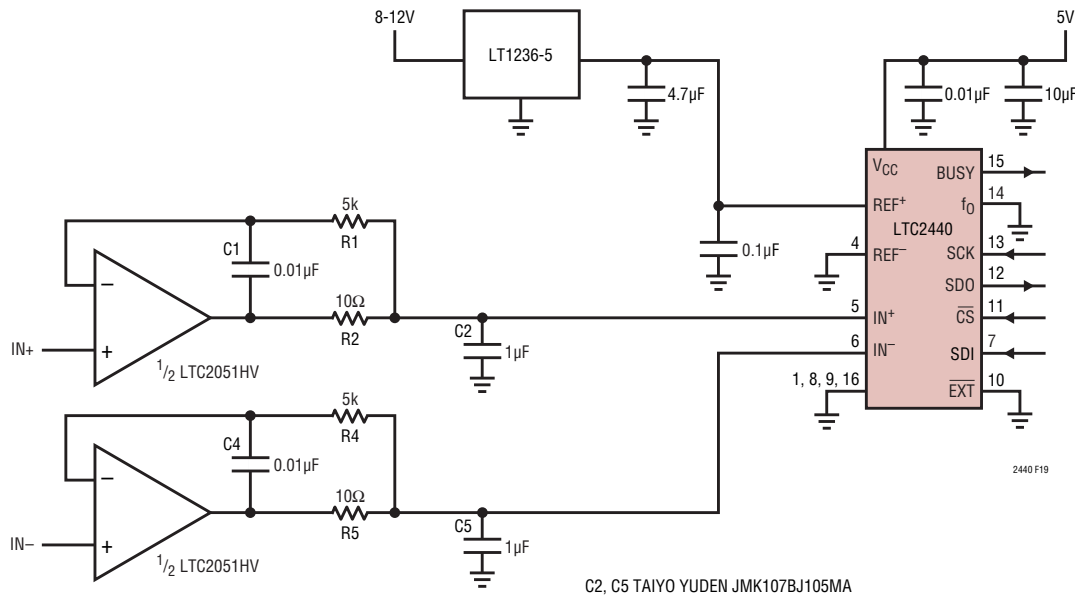 8-12V
5V
LT1236-5
4.7µF
0.01µF
10µF
VCC
BUSY
15
REF+
fO
14
LTC2440
4
REF−
SCK
13
0.1µF
SDO
12
5
IN+
CS
11
6
IN−
SDI
7
1, 8, 9, 16
EXT
10
2440 F19
5k
R1
C1
0.01µF
−
10Ω
R2
C2
1µF
IN+
+
1/2 LTC2051HV
5k
R4
C4
0.01µF
−
10Ω
R5
C5
1µF
IN−
+
1/2 LTC2051HV
C2, C5 TAIYO YUDEN JMK107BJ105MA